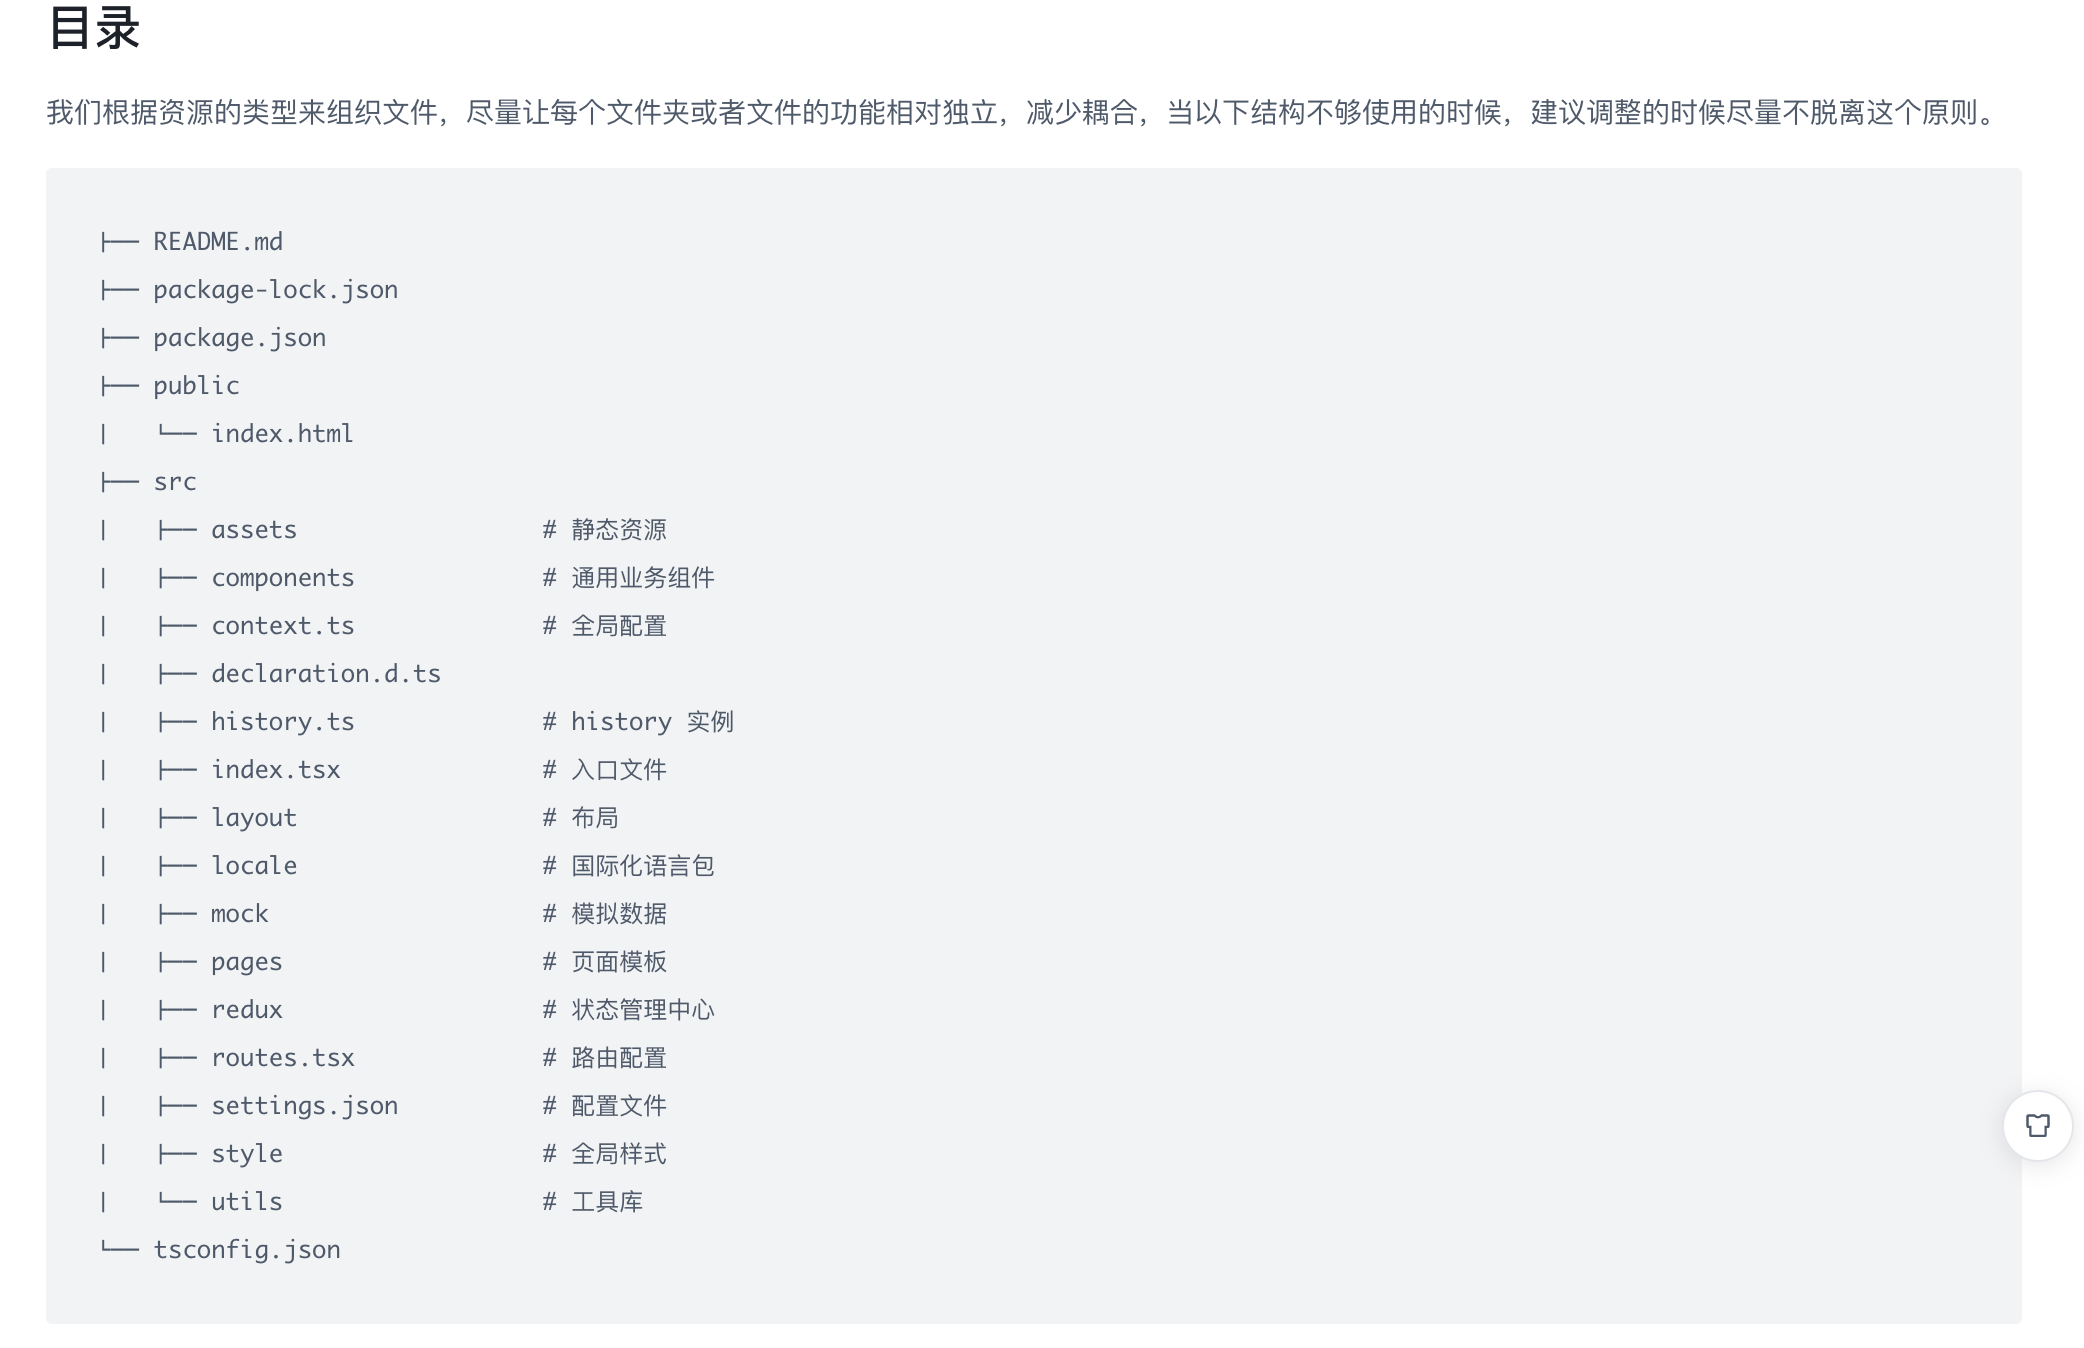 目录
我们根据资源的类型来组织文件，尽量让每个文件夹或者文件的功能相对独立，减少耦合，当以下结构不够使用的时候，建议调整的时候尽量不脱离这个原则。
├── README.md
├── package-lock.json
├── package.json
├── public
|   └── index.html
├── src
|   ├── assets                 # 静态资源
|   ├── components             # 通用业务组件
|   ├── context.ts             # 全局配置
|   ├── declaration.d.ts
|   ├── history.ts             # history 实例
|   ├── index.tsx              # 入口文件
|   ├── layout                 # 布局
|   ├── locale                 # 国际化语言包
|   ├── mock                   # 模拟数据
|   ├── pages                  # 页面模板
|   ├── redux                  # 状态管理中心
|   ├── routes.tsx             # 路由配置
|   ├── settings.json          # 配置文件
|   ├── style                  # 全局样式
|   └── utils                  # 工具库
└── tsconfig.json